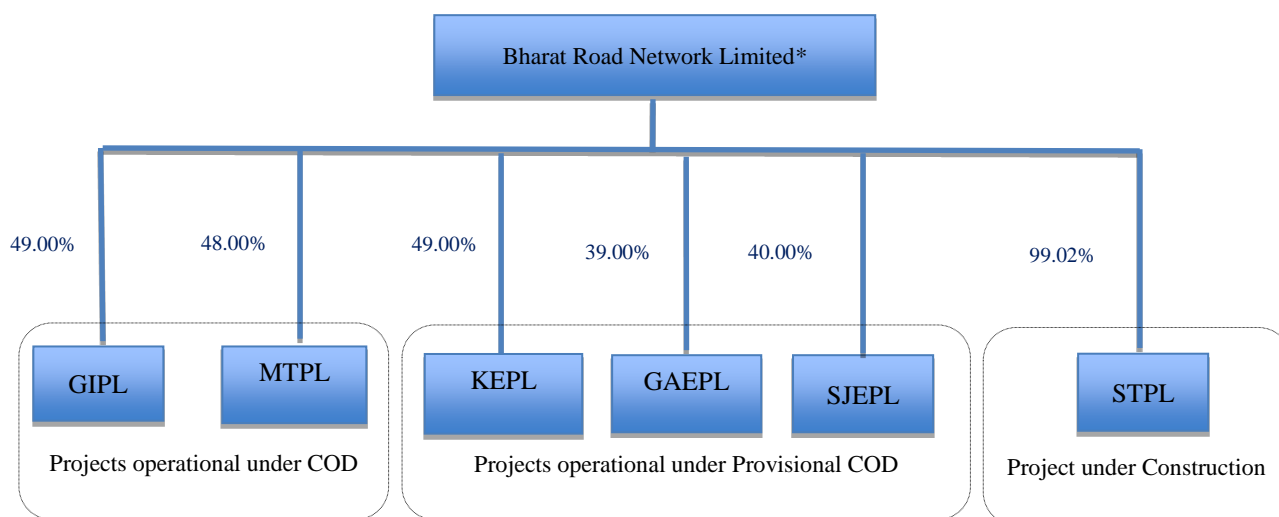 Bharat Road Network Limited*
49.00%
48.00%
49.00%
39.00%
40.00%
99.02%
GIPL
MTPL
KEPL
GAEPL
SJEPL
STPL
Projects operational under COD
Projects operational under Provisional COD
Project under Construction